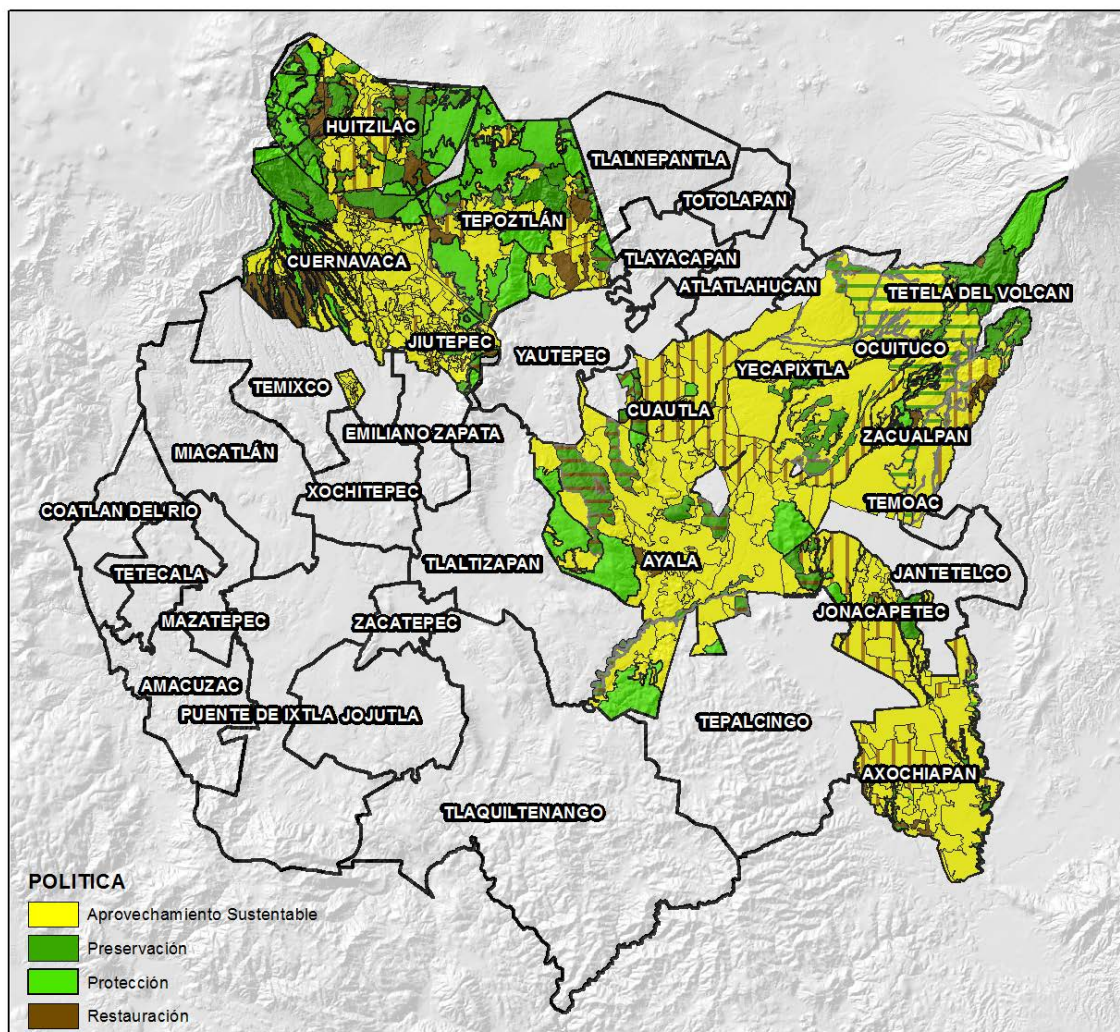 HUITZILAC
TLALNEPANTLA
TOTOLAPAN
TEPOZTLÁN
TLAYACAPAN
CUERNAVACA
ATLATLAHUCAN
TETELA DEL VOLCAN
JIUTEPEC
YAUTEPEC
OCUITUCO
YECAPIXTLA
TEMIXCO
CUAUTLA
EMILIANO ZAPATA
ZACUALPAN
MIACATLÁN
XOCHITEPEC
TEMOAC
COATLAN DEL RIO
TLALTIZAPAN
AYALA
TETECALA
JANTETELCO
JONACAPETEC
MAZATEPEC
ZACATEPEC
AMACUZAC
PUENTE DE IXTLA
JOJUTLA
TEPALCINGO
AXOCHIAPAN
TLAQUILTENANGO
POLITICA
Aprovechamiento Sustentable
Preservación
Protección
Restauración